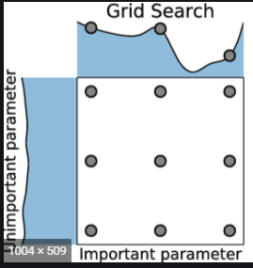 Grid Search
Unimportant parameter
1004 × 509
Important parameter